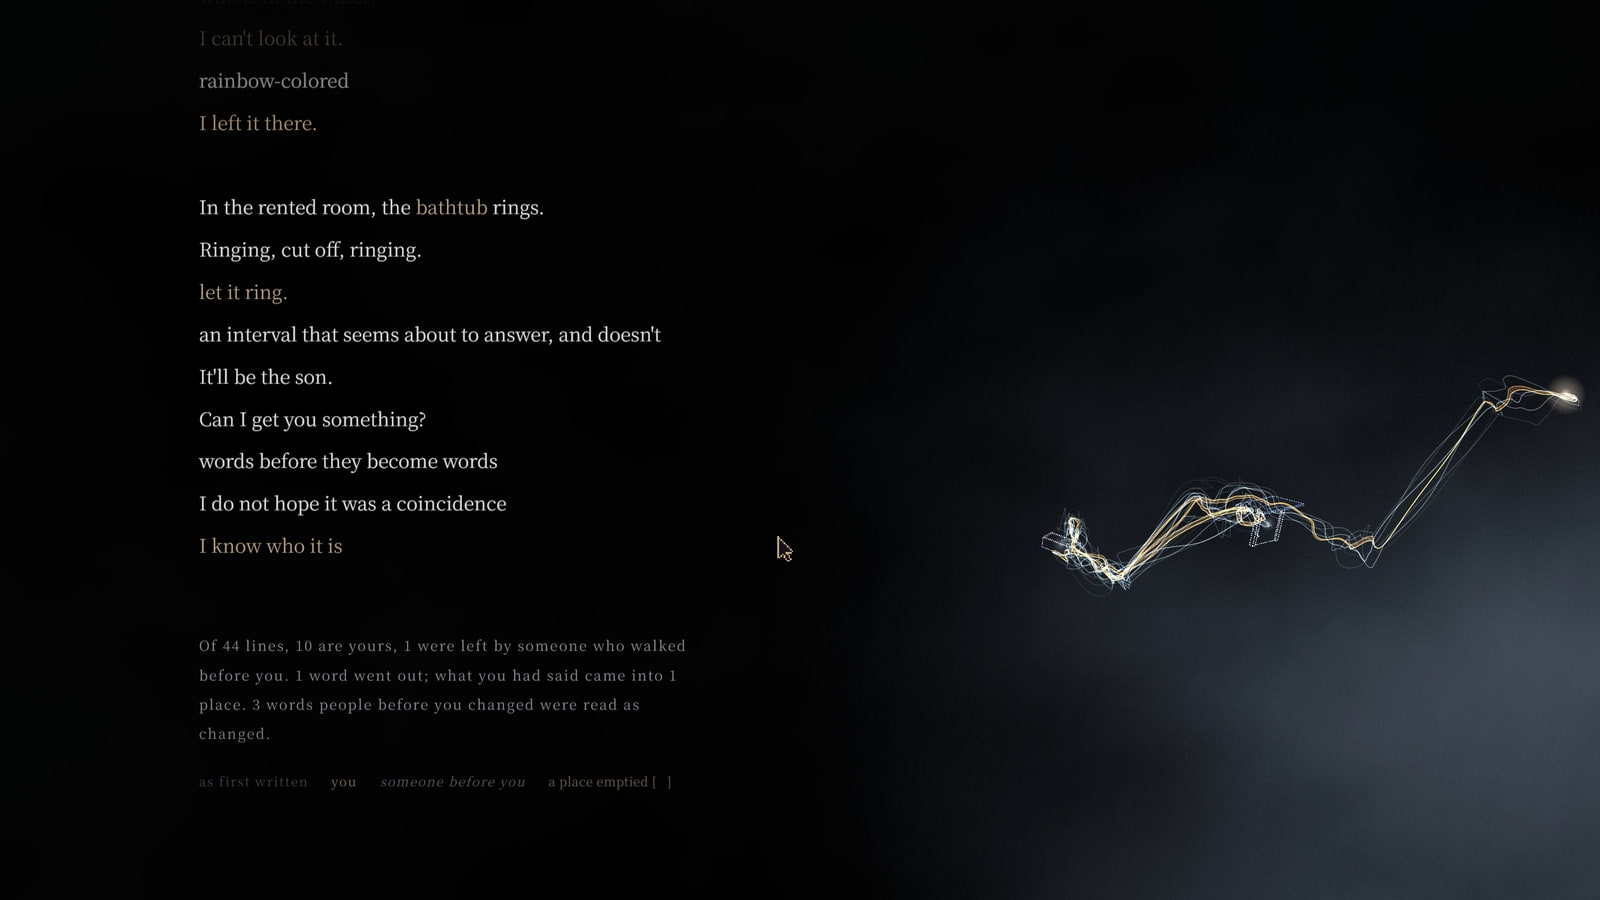 who is in the water?
I can't look at it.
rainbow-colored
I left it there.
In the rented room, the bathtub rings.
Ringing, cut off, ringing.
let it ring.
an interval that seems about to answer, and doesn't
It'll be the son.
Can I get you something?
words before they become words
I do not hope it was a coincidence
I know who it is
Of 44 lines, 10 are yours, 1 were left by someone who walked
before you. 1 word went out; what you had said came into 1
place. 3 words people before you changed were read as
changed.
as first written you someone before you a place emptied [ ]